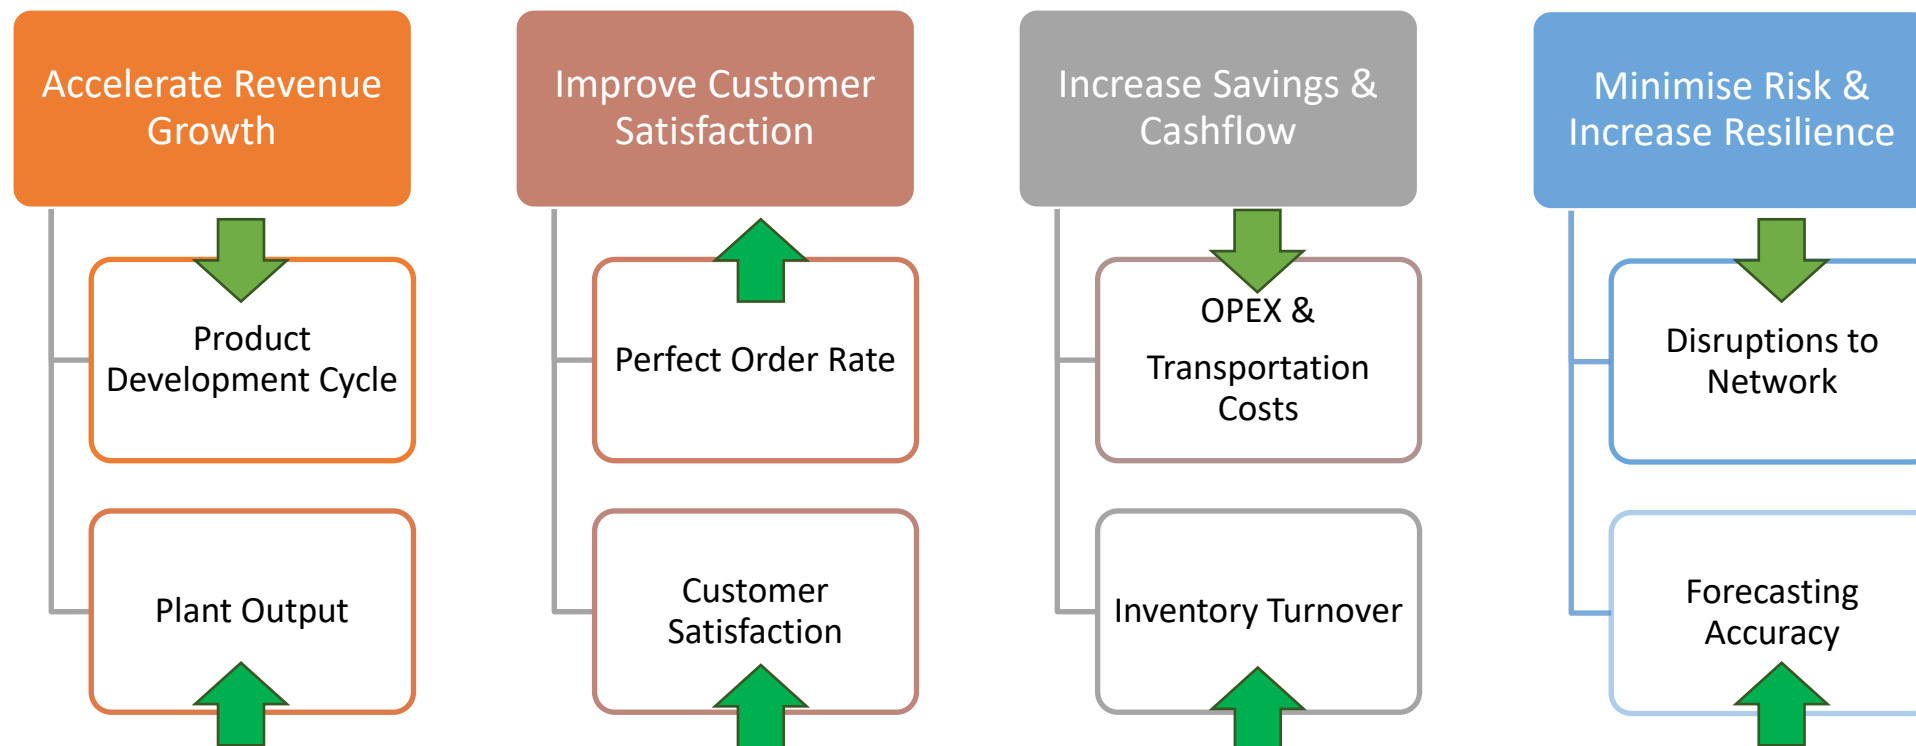 Accelerate Revenue
Growth
Product
Development Cycle
Plant Output
Improve Customer
Satisfaction
Perfect Order Rate
Customer
Satisfaction
Increase Savings &
Cashflow
OPEX &
Transportation
Costs
Inventory Turnover
Minimise Risk &
Increase Resilience
Disruptions to
Network
Forecasting
Accuracy